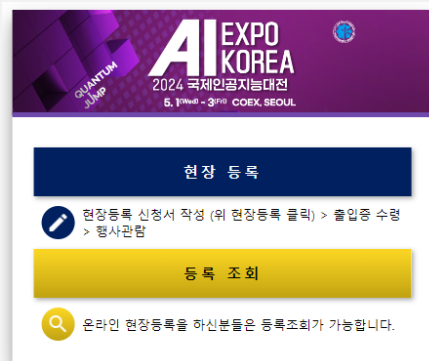 QUANTUM
JUMP
AI EXPO
KOREA
2024 국제인공지능대전
5. 1(Wed) - 3(Fri) COEX, SEOUL
현장 등록
현장등록 신청서 작성 (위 현장등록 클릭) > 출입증 수령
> 행사관람
등록 조회
온라인 현장등록을 하신분들은 등록조회가 가능합니다.